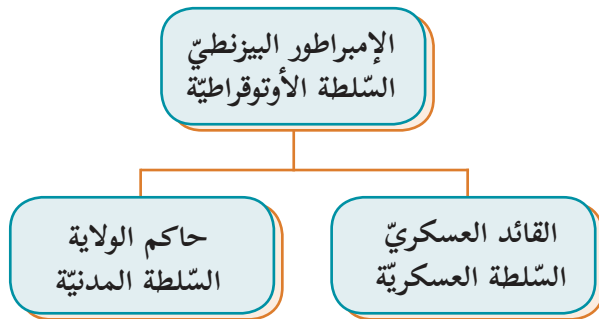 الإمبراطور البيزنطيّ
السّلطة الأوتوقراطيّة
القائد العسكريّ
السّلطة العسكريّة
حاكم الولاية
السّلطة المدنيّة